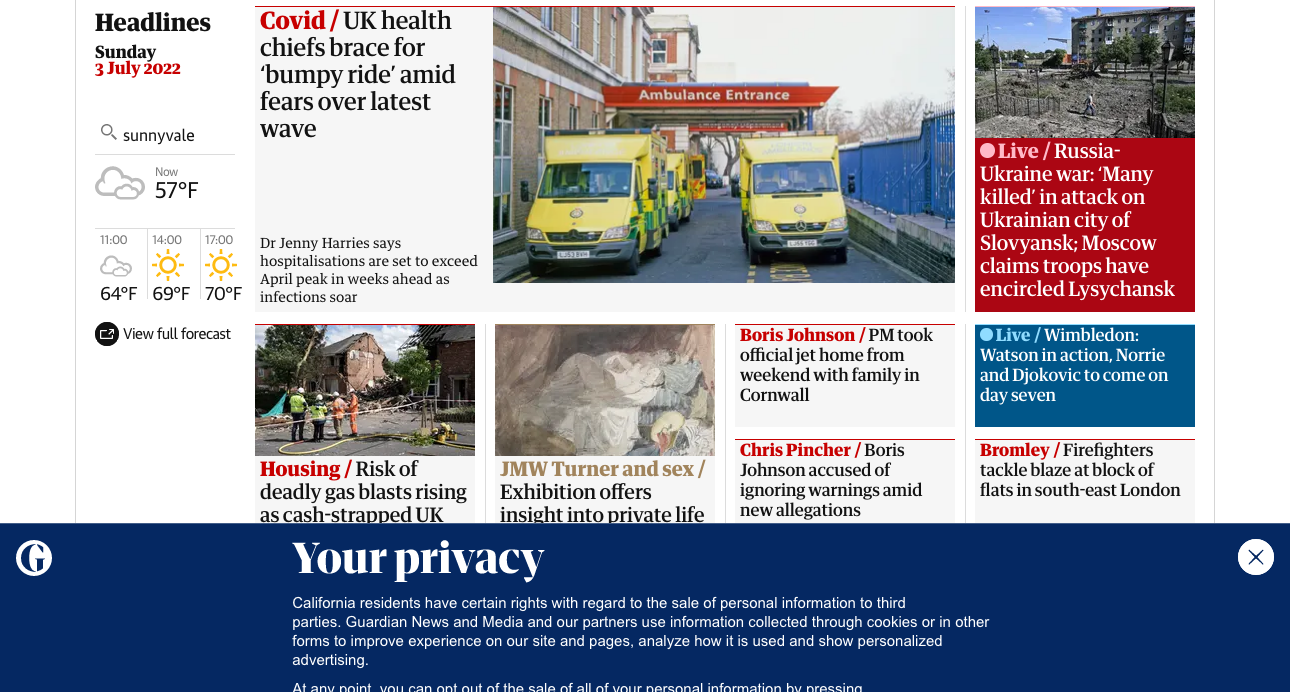 Headlines
Sunday
3 July 2022
sunnyvale
Now
57°F
11:00
14:00
17:00
64°F
69°F
70°F
View full forecast
Covid / UK health
chiefs brace for
‘bumpy ride’ amid
fears over latest
wave
Dr Jenny Harries says
hospitalisations are set to exceed
April peak in weeks ahead as
infections soar
Ambulance Entrance
LJ53 BVH
Live / Russia-
Ukraine war: ‘Many
killed’ in attack on
Ukrainian city of
Slovyansk; Moscow
claims troops have
encircled Lysychansk
Housing / Risk of
deadly gas blasts rising
as cash-strapped UK
JMW Turner and sex /
Exhibition offers
insight into private life
Boris Johnson / PM took
official jet home from
weekend with family in
Cornwall
Live / Wimbledon:
Watson in action, Norrie
and Djokovic to come on
day seven
Chris Pincher / Boris
Johnson accused of
ignoring warnings amid
new allegations
Bromley / Firefighters
tackle blaze at block of
flats in south-east London
Your privacy
California residents have certain rights with regard to the sale of personal information to third
parties. Guardian News and Media and our partners use information collected through cookies or in other
forms to improve experience on our site and pages, analyze how it is used and show personalized
advertising.
At any point, you can opt out of the sale of all of your personal information by pressing